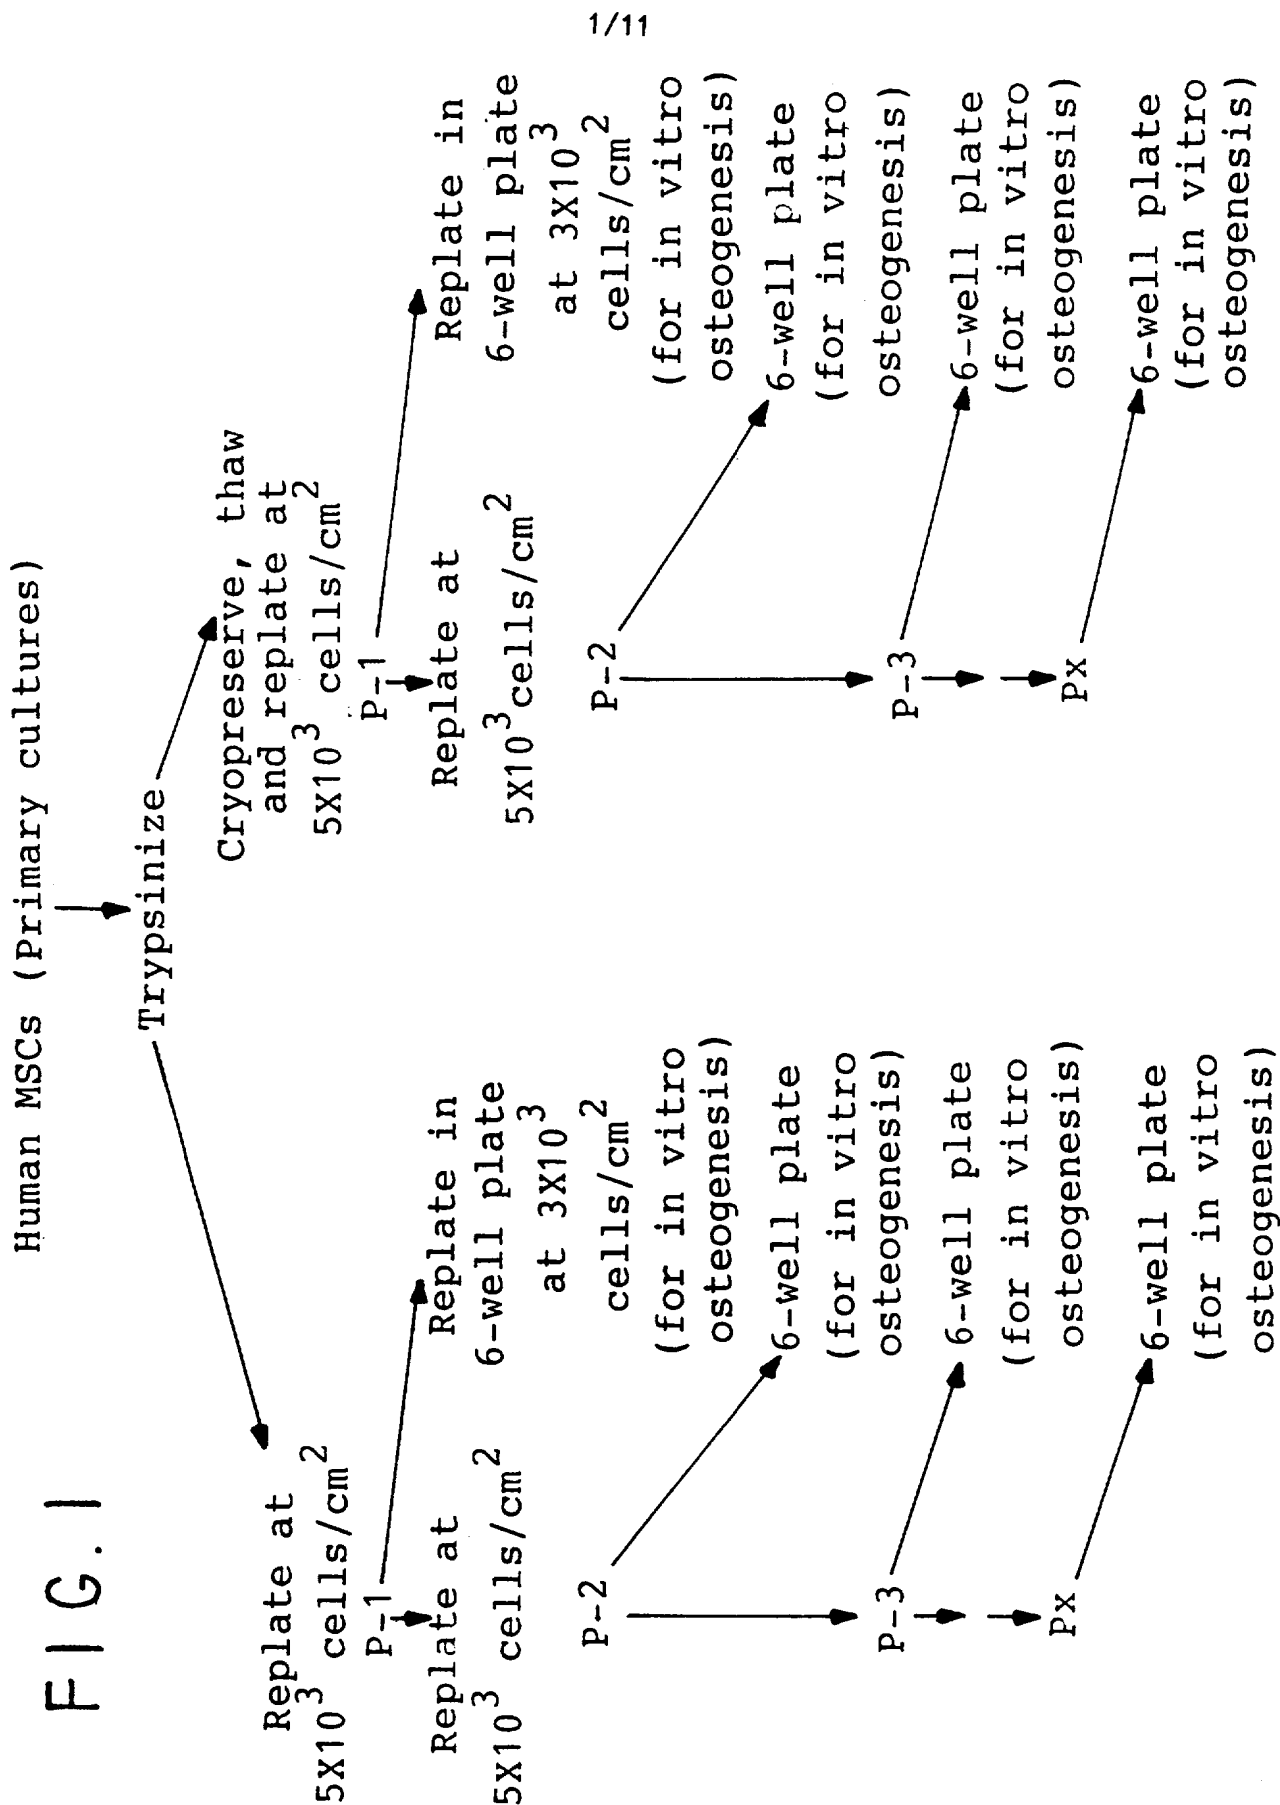 1/11
FIG. 1
Human MSCs (Primary cultures)
Trypsinize
Replate at
5X10³ cells/cm²
P-1
Replate at
5X10³ cells/cm²
Replate in
6-well plate
at 3X10³
cells/cm²
(for in vitro
osteogenesis)
P-2
6-well plate
(for in vitro
osteogenesis)
P-3
6-well plate
(for in vitro
osteogenesis)
Px
6-well plate
(for in vitro
osteogenesis)
Cryopreserve, thaw
and replate at
5X10³ cells/cm²
P-1
Replate at
5X10³ cells/cm²
Replate in
6-well plate
at 3X10³
cells/cm²
(for in vitro
osteogenesis)
P-2
6-well plate
(for in vitro
osteogenesis)
P-3
6-well plate
(for in vitro
osteogenesis)
Px
6-well plate
(for in vitro
osteogenesis)